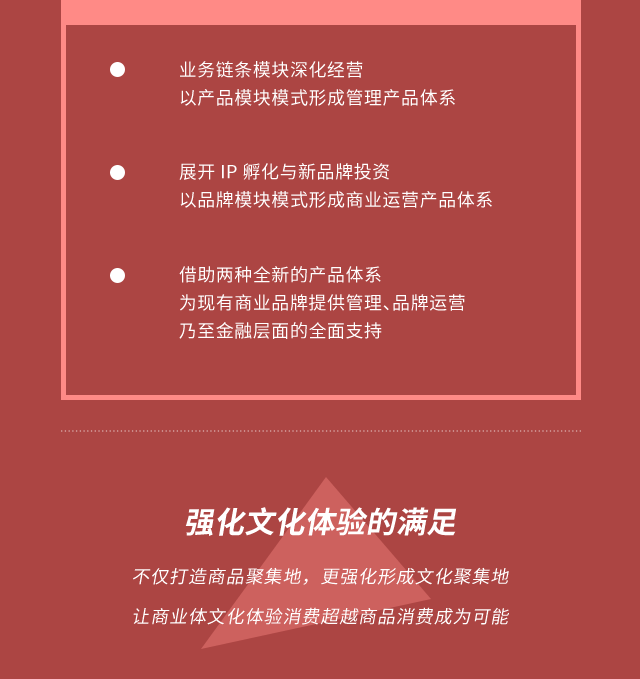 业务链条模块深化经营
以产品模块模式形成管理产品体系
展开 IP 孵化与新品牌投资
以品牌模块模式形成商业运营产品体系
借助两种全新的产品体系
为现有商业品牌提供管理、品牌运营
乃至金融层面的全面支持
强化文化体验的满足
不仅打造商品聚集地，更强化形成文化聚集地
让商业体文化体验消费超越商品消费成为可能